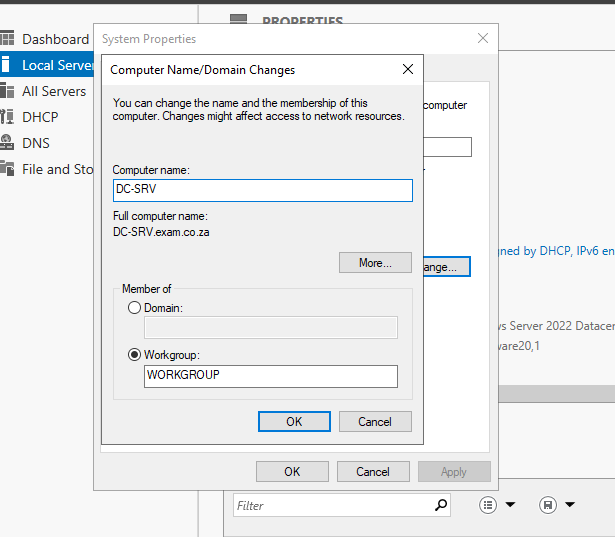 PROPERTIES
Dashboard
Local Server
All Servers
DHCP
DNS
File and Sto
System Properties
Computer Name/Domain Changes
You can change the name and the membership of this
computer. Changes might affect access to network resources.
computer
Computer name:
DC-SRV
Full computer name:
DC-SRV.exam.co.za
More...
ange...
Member of
Domain:
Workgroup:
WORKGROUP
OK
Cancel
OK
Cancel
Apply
ned by DHCP, IPv6 en
vs Server 2022 Datacen
ware20,1
Filter